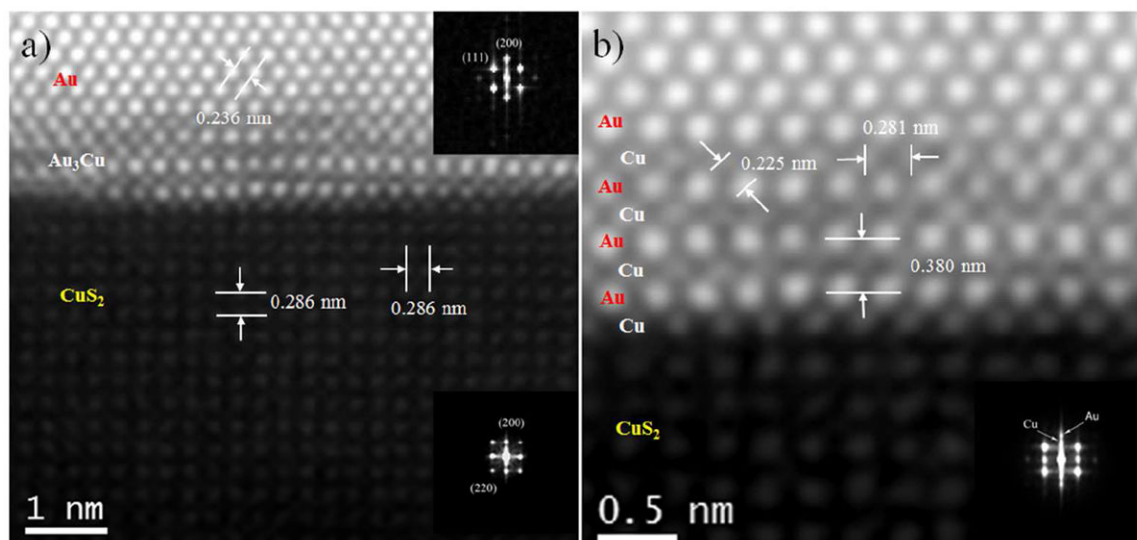 a)
(200)
(111)
Au
0.236 nm
Au₃Cu
CuS₂
0.286 nm
0.286 nm
(200)
(220)
1 nm
b)
Au
0.281 nm
Cu
0.225 nm
Au
Cu
Au
0.380 nm
Cu
Au
Cu
CuS₂
Cu
Au
0.5 nm